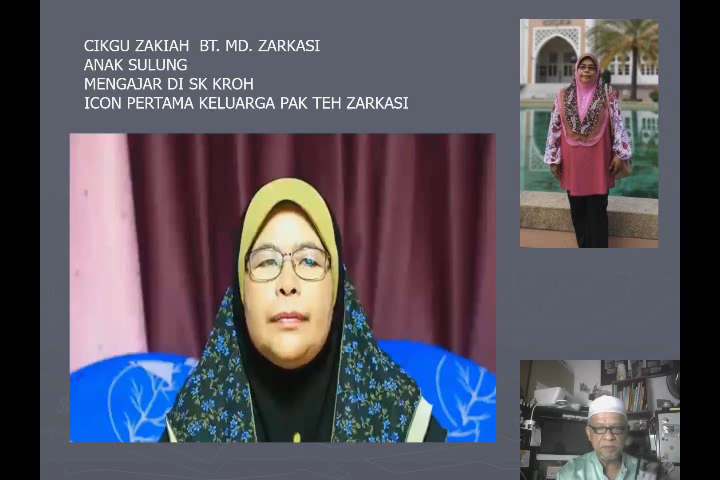 CIKGU ZAKIAH BT. MD. ZARKASI
ANAK SULUNG
MENGAJAR DI SK KROH
ICON PERTAMA KELUARGA PAK TEH ZARKASI